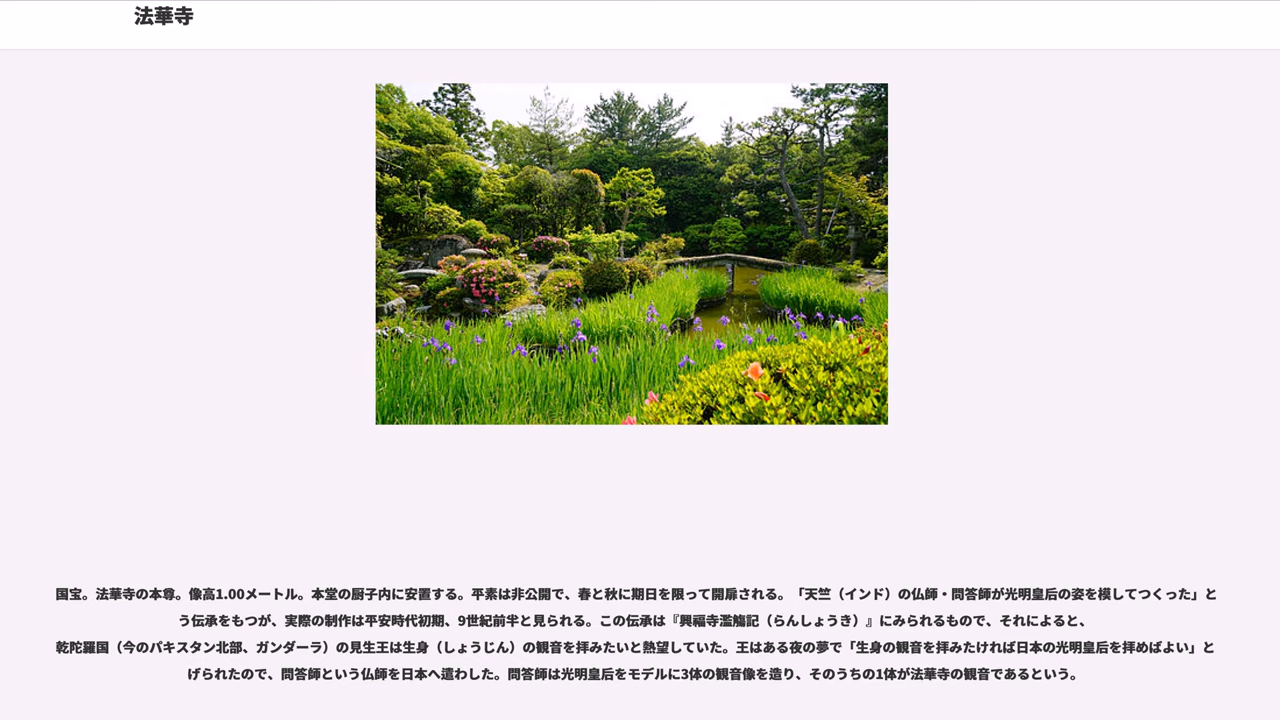 法華寺
国宝。法華寺の本尊。像高1.00メートル。本堂の厨子内に安置する。平素は非公開で、春と秋に期日を限って開扉される。「天竺（インド）の仏師・問答師が光明皇后の姿を模してつくった」と
う伝承をもつが、実際の制作は平安時代初期、9世紀前半と見られる。この伝承は『興福寺濫觴記（らんしょうき）』にみられるもので、それによると、
乾陀羅国（今のパキスタン北部、ガンダーラ）の見生王は生身（しょうじん）の観音を拝みたいと熱望していた。王はある夜の夢で「生身の観音を拝みたければ日本の光明皇后を拝めばよい」と
げられたので、問答師という仏師を日本へ遣わした。問答師は光明皇后をモデルに3体の観音像を造り、そのうちの1体が法華寺の観音であるという。